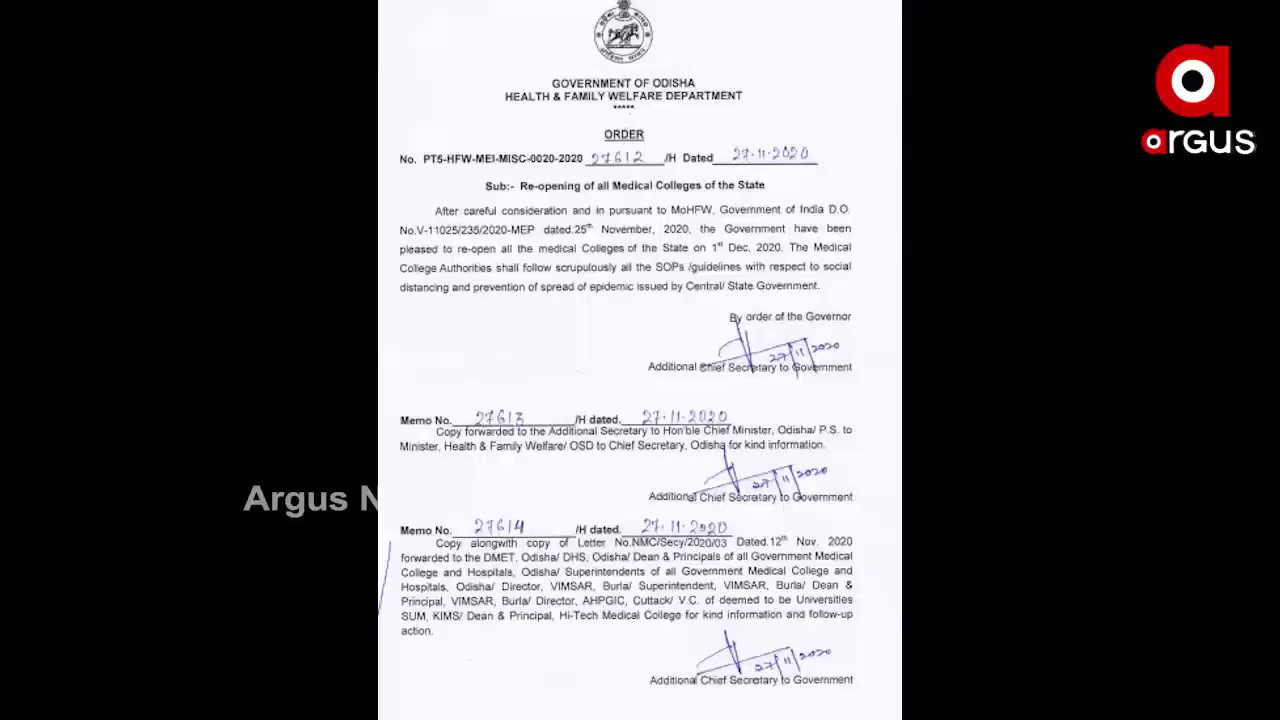 GOVERNMENT OF ODISHA
HEALTH & FAMILY WELFARE DEPARTMENT
*****
ORDER
No. PT5-HFW-MEI-MISC-0020-2020 27612 /H Dated 27.11.2020
Sub:- Re-opening of all Medical Colleges of the State
After careful consideration and in pursuant to MoHFW, Government of India D.O.
No.V-11025/235/2020-MEP dated.25th November, 2020, the Government have been
pleased to re-open all the medical Colleges of the State on 1st Dec, 2020. The Medical
College Authorities shall follow scrupulously all the SOPs /guidelines with respect to social
distancing and prevention of spread of epidemic issued by Central/ State Government.
By order of the Governor
27/11/2020
Additional Chief Secretary to Government
Memo No. 27613 /H dated. 27.11.2020
Copy forwarded to the Additional Secretary to Hon'ble Chief Minister, Odisha/ P.S. to
Minister, Health & Family Welfare/ OSD to Chief Secretary, Odisha for kind information.
27/11/2020
Additional Chief Secretary to Government
Memo No. 27614 /H dated. 27.11.2020
Copy alongwith copy of Letter No.NMC/Secy/2020/03 Dated.12th Nov. 2020
forwarded to the DMET, Odisha/ DHS, Odisha/ Dean & Principals of all Government Medical
College and Hospitals, Odisha/ Superintendents of all Government Medical College and
Hospitals, Odisha/ Director, VIMSAR, Burla/ Superintendent, VIMSAR, Burla/ Dean &
Principal, VIMSAR, Burla/ Director, AHPGIC, Cuttack/ V.C. of deemed to be Universities
SUM, KIMS/ Dean & Principal, Hi-Tech Medical College for kind information and follow-up
action.
27/11/2020
Additional Chief Secretary to Government
argus
Argus N